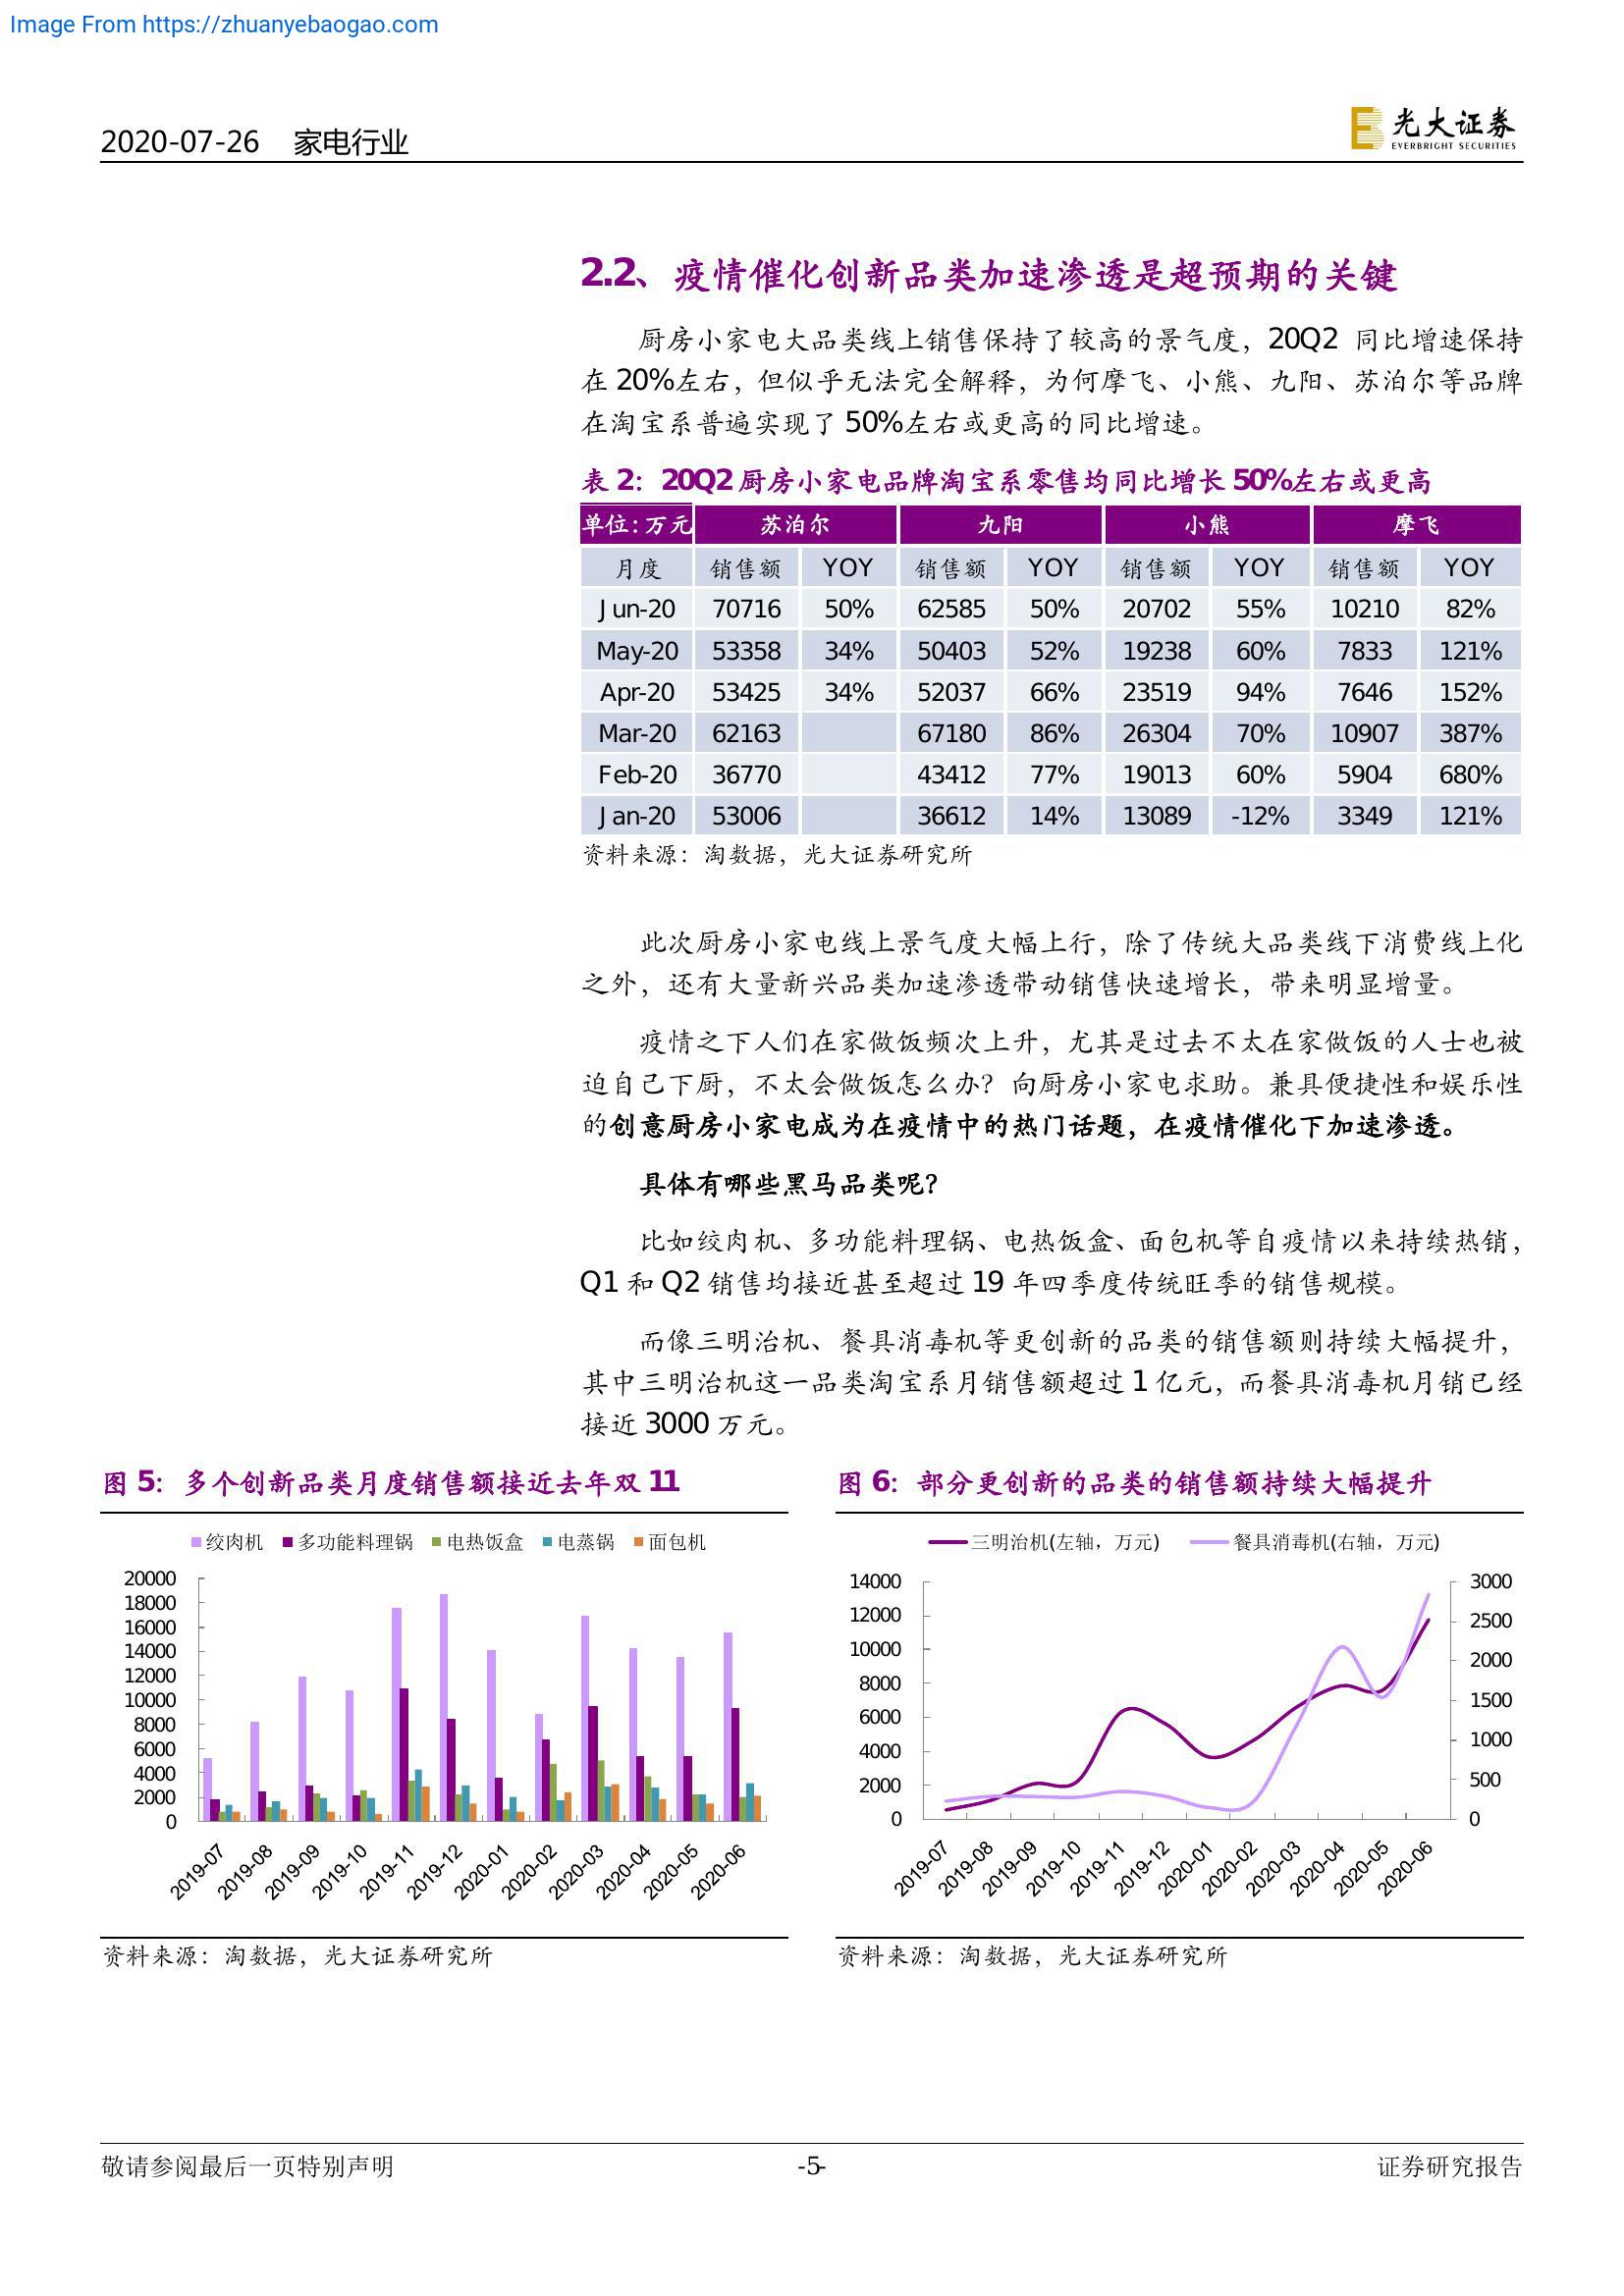 Image From https://zhuanyebaogao.com
2020-07-26 家电行业
光大证券
EVERBRIGHT SECURITIES
2.2、疫情催化创新品类加速渗透是超预期的关键
厨房小家电大品类线上销售保持了较高的景气度，20Q2 同比增速保持
在 20%左右，但似乎无法完全解释，为何摩飞、小熊、九阳、苏泊尔等品牌
在淘宝系普遍实现了 50%左右或更高的同比增速。
表 2：20Q2 厨房小家电品牌淘宝系零售均同比增长 50%左右或更高
单位：万元 苏泊尔 九阳 小熊 摩飞
月度 销售额 YOY 销售额 YOY 销售额 YOY 销售额 YOY
Jun-20 70716 50% 62585 50% 20702 55% 10210 82%
May-20 53358 34% 50403 52% 19238 60% 7833 121%
Apr-20 53425 34% 52037 66% 23519 94% 7646 152%
Mar-20 62163 67180 86% 26304 70% 10907 387%
Feb-20 36770 43412 77% 19013 60% 5904 680%
Jan-20 53006 36612 14% 13089 -12% 3349 121%
资料来源：淘数据，光大证券研究所
此次厨房小家电线上景气度大幅上行，除了传统大品类线下消费线上化
之外，还有大量新兴品类加速渗透带动销售快速增长，带来明显增量。
疫情之下人们在家做饭频次上升，尤其是过去不太在家做饭的人士也被
迫自己下厨，不太会做饭怎么办？向厨房小家电求助。兼具便捷性和娱乐性
的创意厨房小家电成为在疫情中的热门话题，在疫情催化下加速渗透。
具体有哪些黑马品类呢？
比如绞肉机、多功能料理锅、电热饭盒、面包机等自疫情以来持续热销，
Q1 和 Q2 销售均接近甚至超过 19 年四季度传统旺季的销售规模。
而像三明治机、餐具消毒机等更创新的品类的销售额则持续大幅提升，
其中三明治机这一品类淘宝系月销售额超过 1 亿元，而餐具消毒机月销已经
接近 3000 万元。
图 5：多个创新品类月度销售额接近去年双 11
绞肉机 多功能料理锅 电热饭盒 电蒸锅 面包机
20000
18000
16000
14000
12000
10000
8000
6000
4000
2000
0
2019-07 2019-08 2019-09 2019-10 2019-11 2019-12 2020-01 2020-02 2020-03 2020-04 2020-05 2020-06
资料来源：淘数据，光大证券研究所
图 6：部分更创新的品类的销售额持续大幅提升
三明治机(左轴，万元) 餐具消毒机(右轴，万元)
14000
12000
10000
8000
6000
4000
2000
0
3000
2500
2000
1500
1000
500
0
2019-07 2019-08 2019-09 2019-10 2019-11 2019-12 2020-01 2020-02 2020-03 2020-04 2020-05 2020-06
资料来源：淘数据，光大证券研究所
敬请参阅最后一页特别声明 -5- 证券研究报告